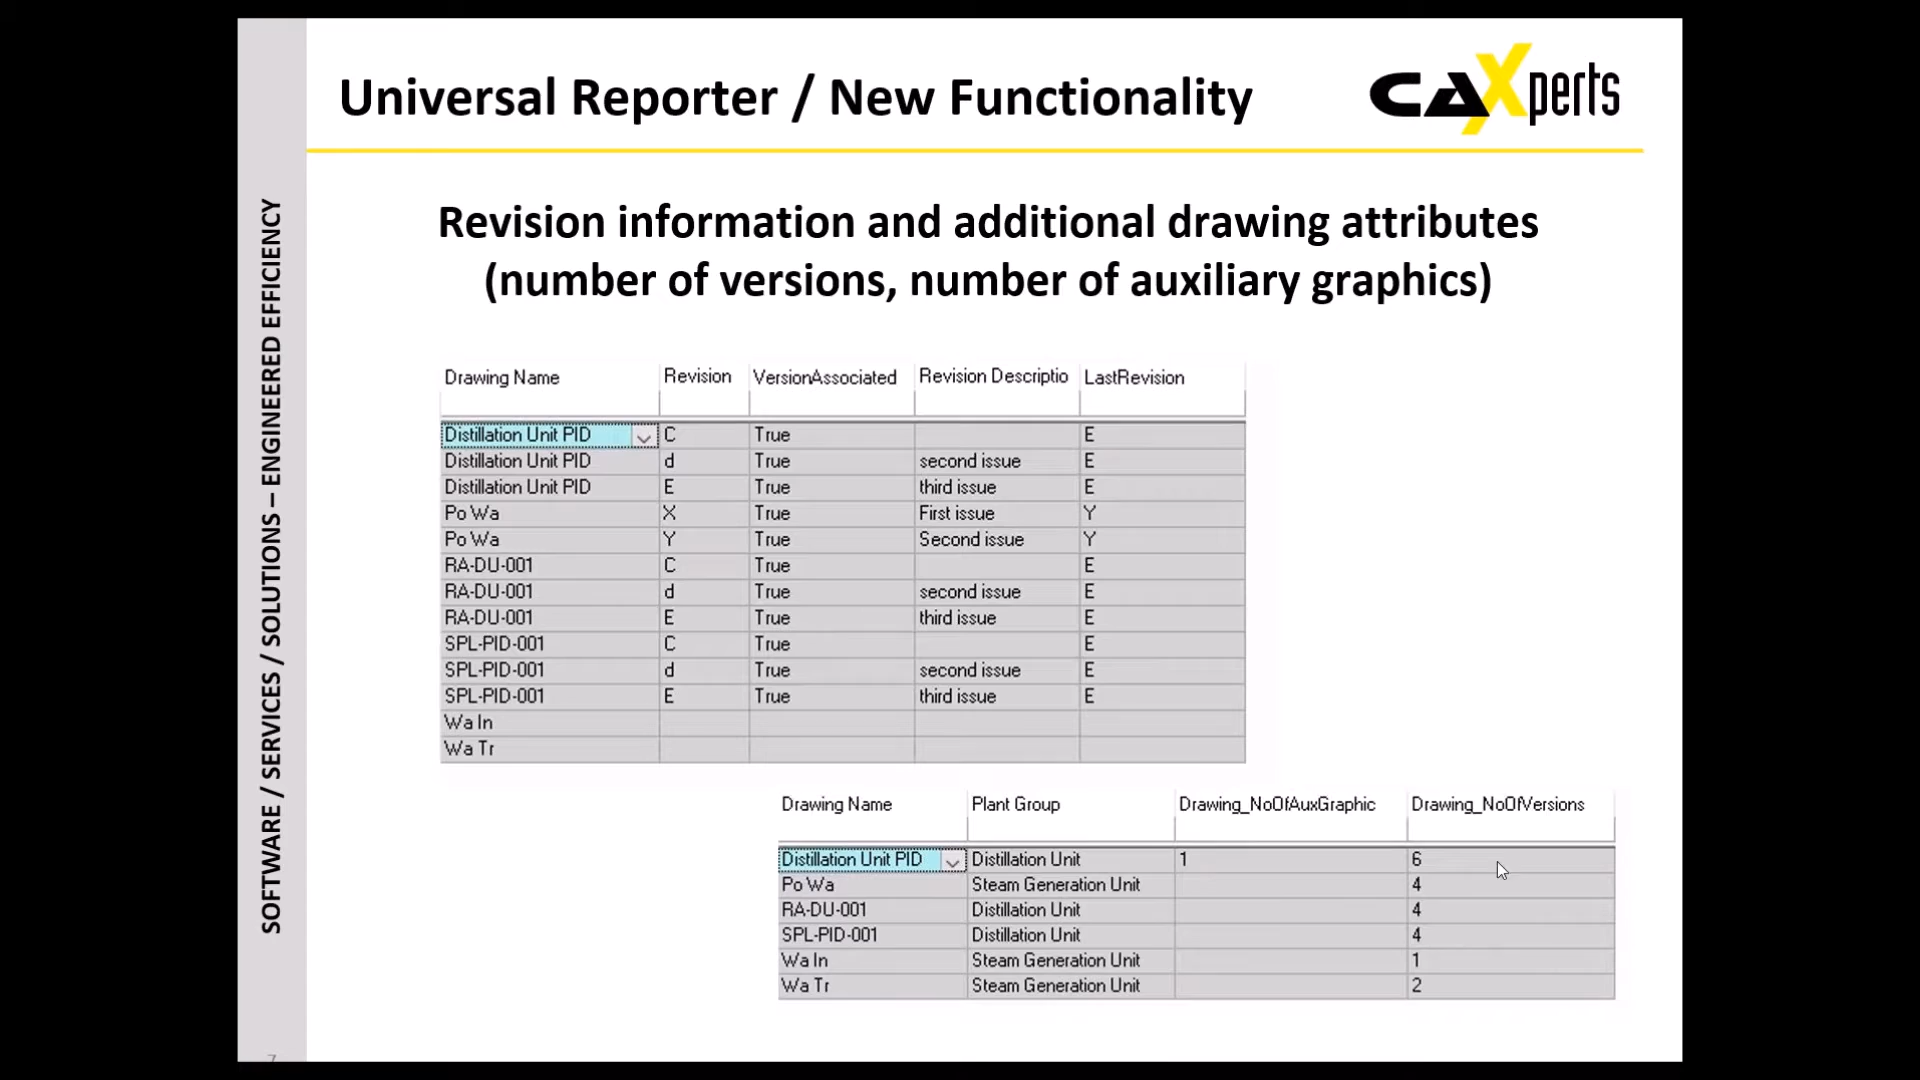 Universal Reporter / New Functionality
CAXperts
SOFTWARE / SERVICES / SOLUTIONS – ENGINEERED EFFICIENCY
Revision information and additional drawing attributes
(number of versions, number of auxiliary graphics)
Drawing Name Revision VersionAssociated Revision Descriptio LastRevision
Distillation Unit PID C True E
Distillation Unit PID d True second issue E
Distillation Unit PID E True third issue E
Po Wa X True First issue Y
Po Wa Y True Second issue Y
RA-DU-001 C True E
RA-DU-001 d True second issue E
RA-DU-001 E True third issue E
SPL-PID-001 C True E
SPL-PID-001 d True second issue E
SPL-PID-001 E True third issue E
Wa In
Wa Tr
Drawing Name Plant Group Drawing_NoOfAuxGraphic Drawing_NoOfVersions
Distillation Unit PID Distillation Unit 1 6
Po Wa Steam Generation Unit 4
RA-DU-001 Distillation Unit 4
SPL-PID-001 Distillation Unit 4
Wa In Steam Generation Unit 1
Wa Tr Steam Generation Unit 2
7